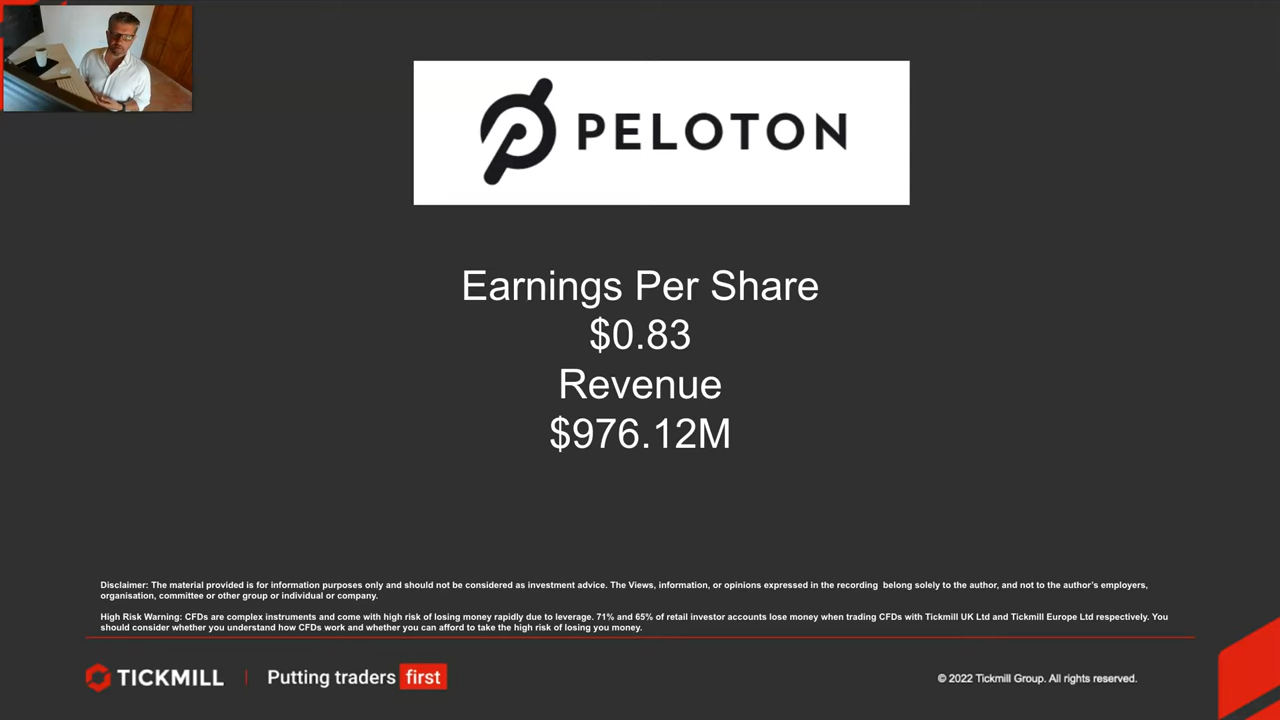 PELOTON
Earnings Per Share
$0.83
Revenue
$976.12M
Disclaimer: The material provided is for information purposes only and should not be considered as investment advice. The Views, information, or opinions expressed in the recording  belong solely to the author, and not to the author's employers,
organisation, committee or other group or individual or company.
High Risk Warning: CFDs are complex instruments and come with high risk of losing money rapidly due to leverage. 71% and 65% of retail investor accounts lose money when trading CFDs with Tickmill UK Ltd and Tickmill Europe Ltd respectively. You
should consider whether you understand how CFDs work and whether you can afford to take the high risk of losing you money.
TICKMILL | Putting traders first
© 2022 Tickmill Group. All rights reserved.